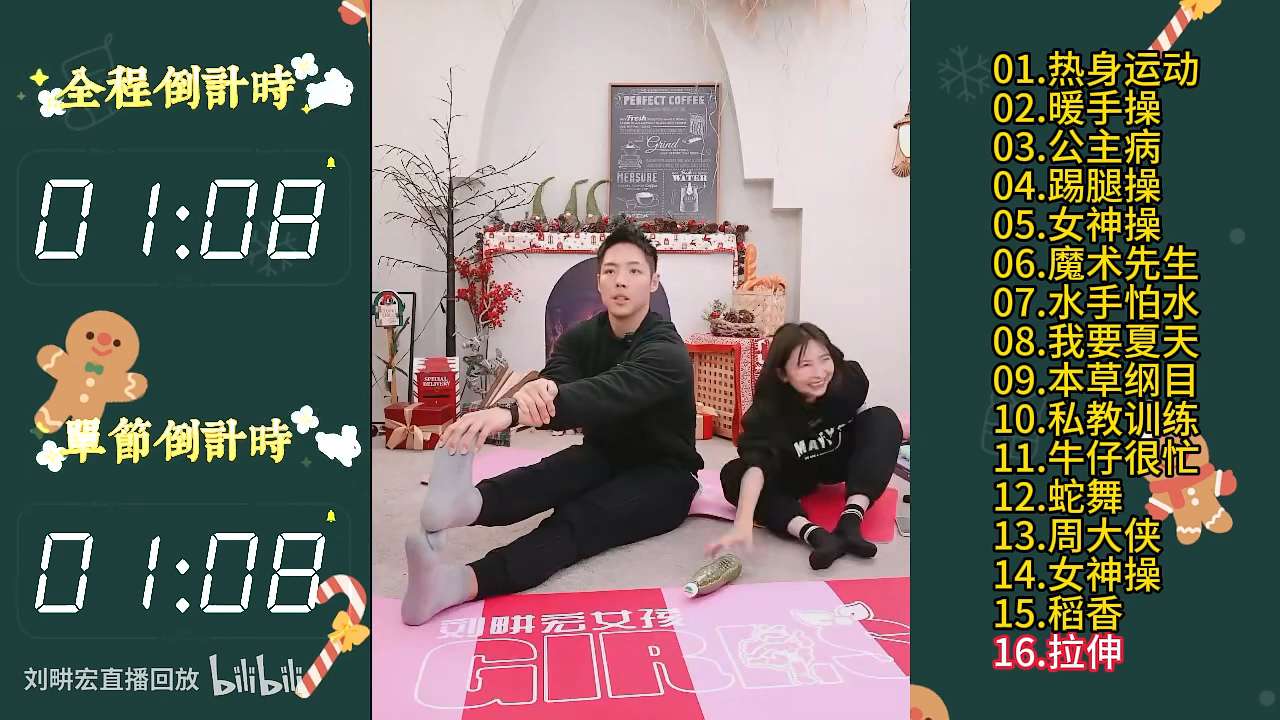 全程倒計時
01:08
單節倒計時
01:08
刘畊宏直播回放 bilibili
PERFECT COFFEE
Fresh
Grind
MEASURE
WATER
SPECIAL
DELIVERY
刘畊宏女孩
GIRLS
01.热身运动
02.暖手操
03.公主病
04.踢腿操
05.女神操
06.魔术先生
07.水手怕水
08.我要夏天
09.本草纲目
10.私教训练
11.牛仔很忙
12.蛇舞
13.周大侠
14.女神操
15.稻香
16.拉伸